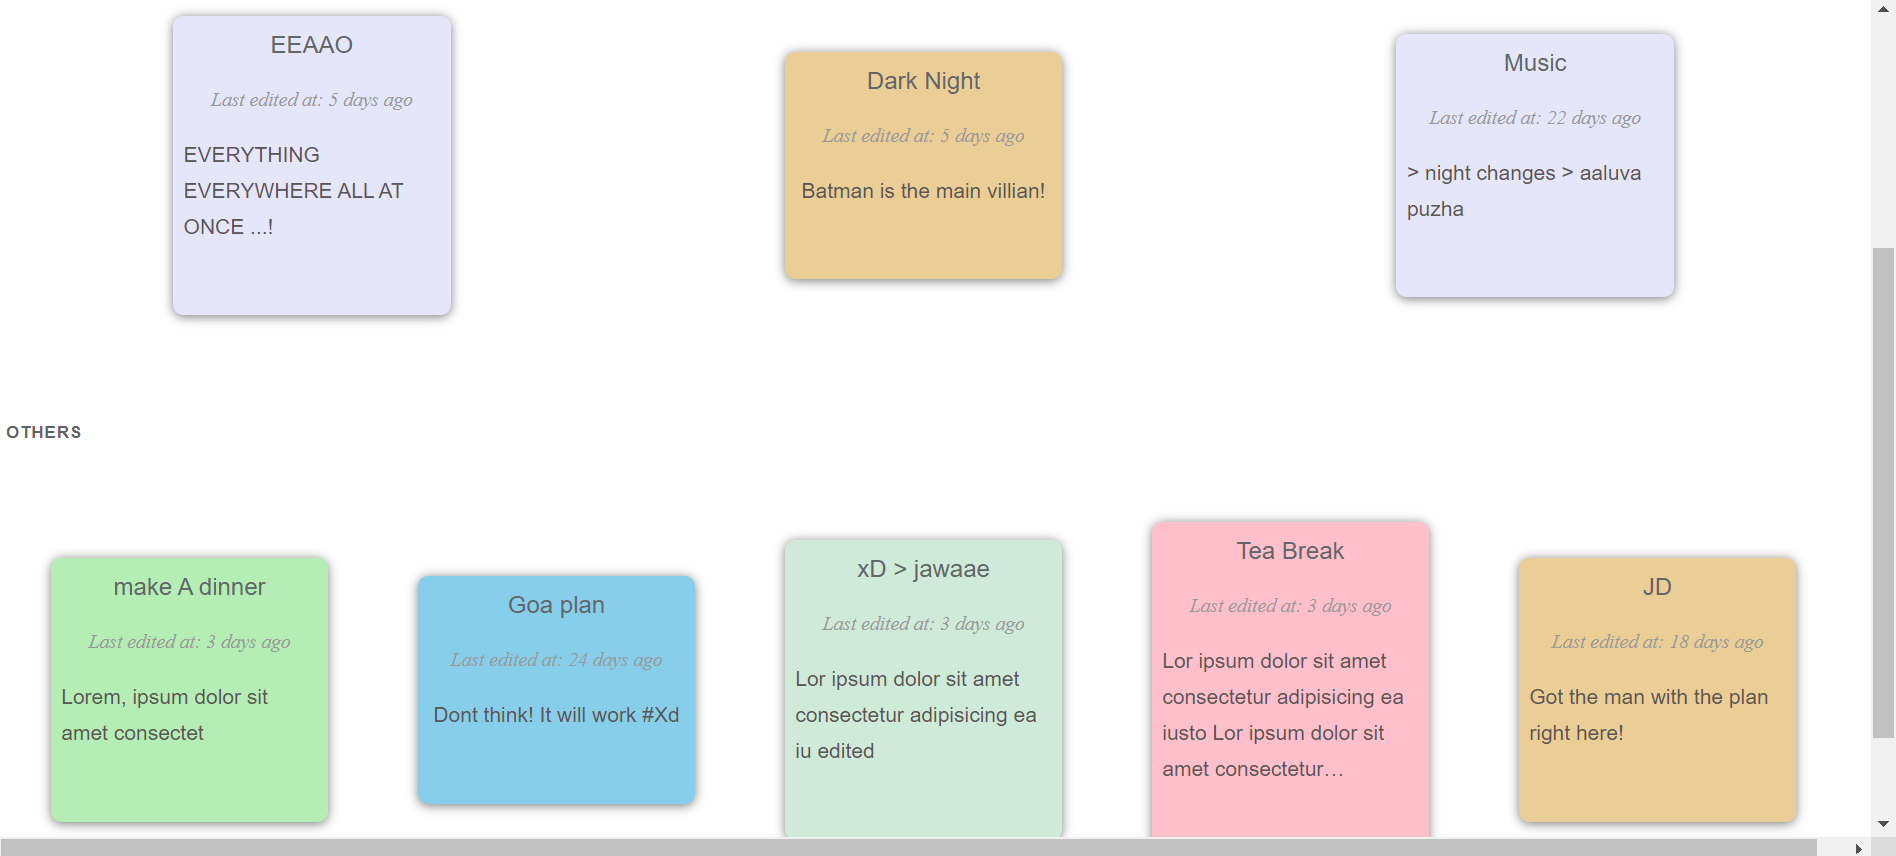 EEAAO
Last edited at: 5 days ago
EVERYTHING
EVERYWHERE ALL AT
ONCE ...!
Dark Night
Last edited at: 5 days ago
Batman is the main villian!
Music
Last edited at: 22 days ago
> night changes > aaluva
puzha
OTHERS
make A dinner
Last edited at: 3 days ago
Lorem, ipsum dolor sit
amet consectet
Goa plan
Last edited at: 24 days ago
Dont think! It will work #Xd
xD > jawaae
Last edited at: 3 days ago
Lor ipsum dolor sit amet
consectetur adipisicing ea
iu edited
Tea Break
Last edited at: 3 days ago
Lor ipsum dolor sit amet
consectetur adipisicing ea
iusto Lor ipsum dolor sit
amet consectetur…
JD
Last edited at: 18 days ago
Got the man with the plan
right here!